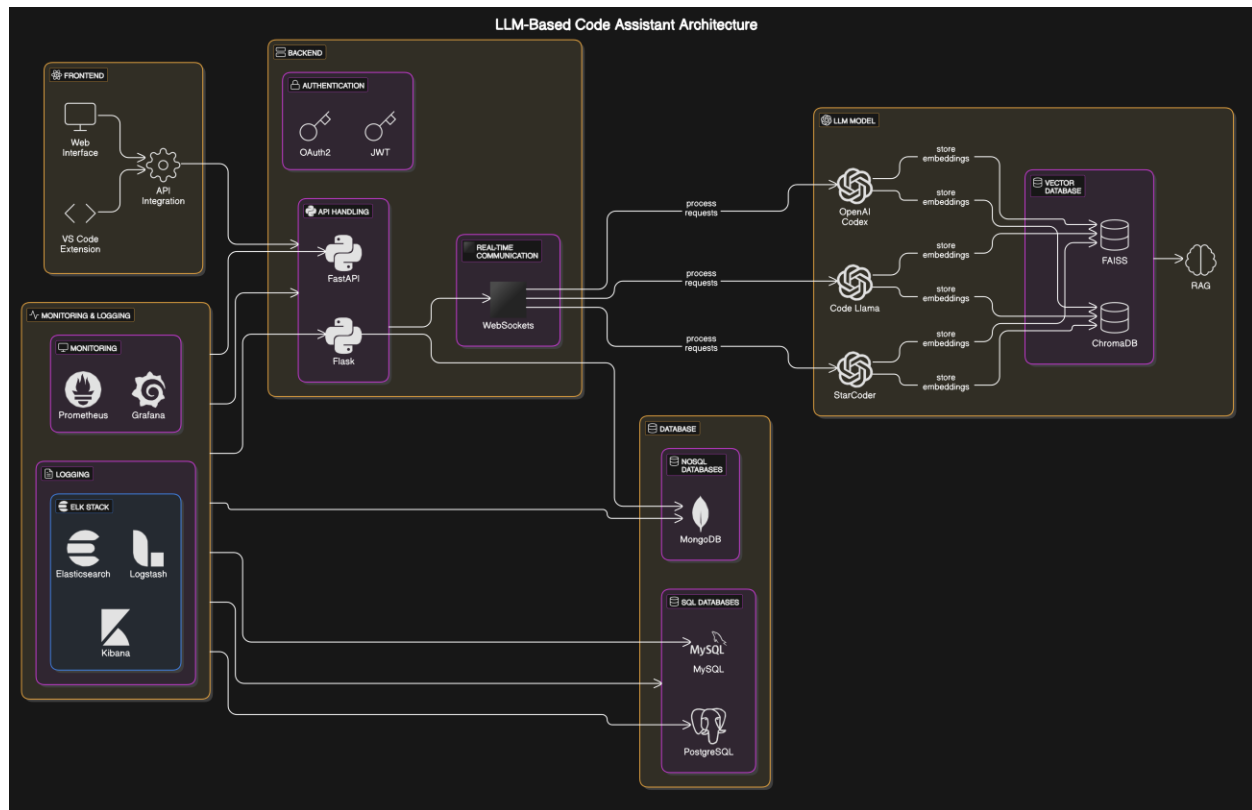 LLM-Based Code Assistant Architecture
FRONTEND
Web
Interface
API
Integration
VS Code
Extension
BACKEND
AUTHENTICATION
OAuth2
JWT
API HANDLING
FastAPI
Flask
REAL-TIME
COMMUNICATION
WebSockets
process
requests
process
requests
process
requests
LLM MODEL
OpenAI
Codex
Code Llama
StarCoder
store
embeddings
store
embeddings
store
embeddings
store
embeddings
store
embeddings
store
embeddings
VECTOR
DATABASE
FAISS
ChromaDB
RAG
MONITORING & LOGGING
MONITORING
Prometheus
Grafana
LOGGING
ELK STACK
Elasticsearch
Logstash
Kibana
DATABASE
NOSQL
DATABASES
MongoDB
SQL DATABASES
MySQL
MySQL
PostgreSQL